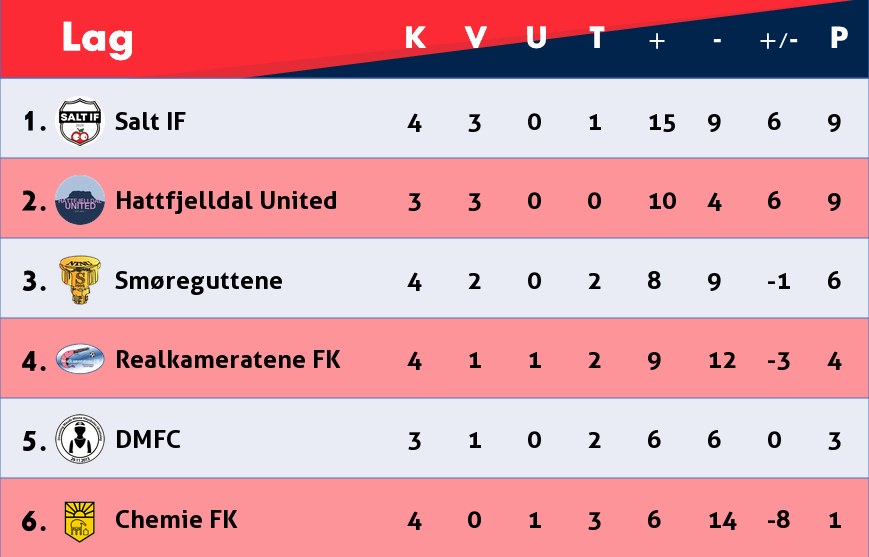 Lag K V U T + - +/- P
1. SALT IF Salt IF 4 3 0 1 15 9 6 9
2. HATTFJELLDAL UNITED Hattfjelldal United 3 3 0 0 10 4 6 9
3. S Smøreguttene 4 2 0 2 8 9 -1 6
4. Realkameratene FK 4 1 1 2 9 12 -3 4
5. DMFC 3 1 0 2 6 6 0 3
6. Chemie FK 4 0 1 3 6 14 -8 1